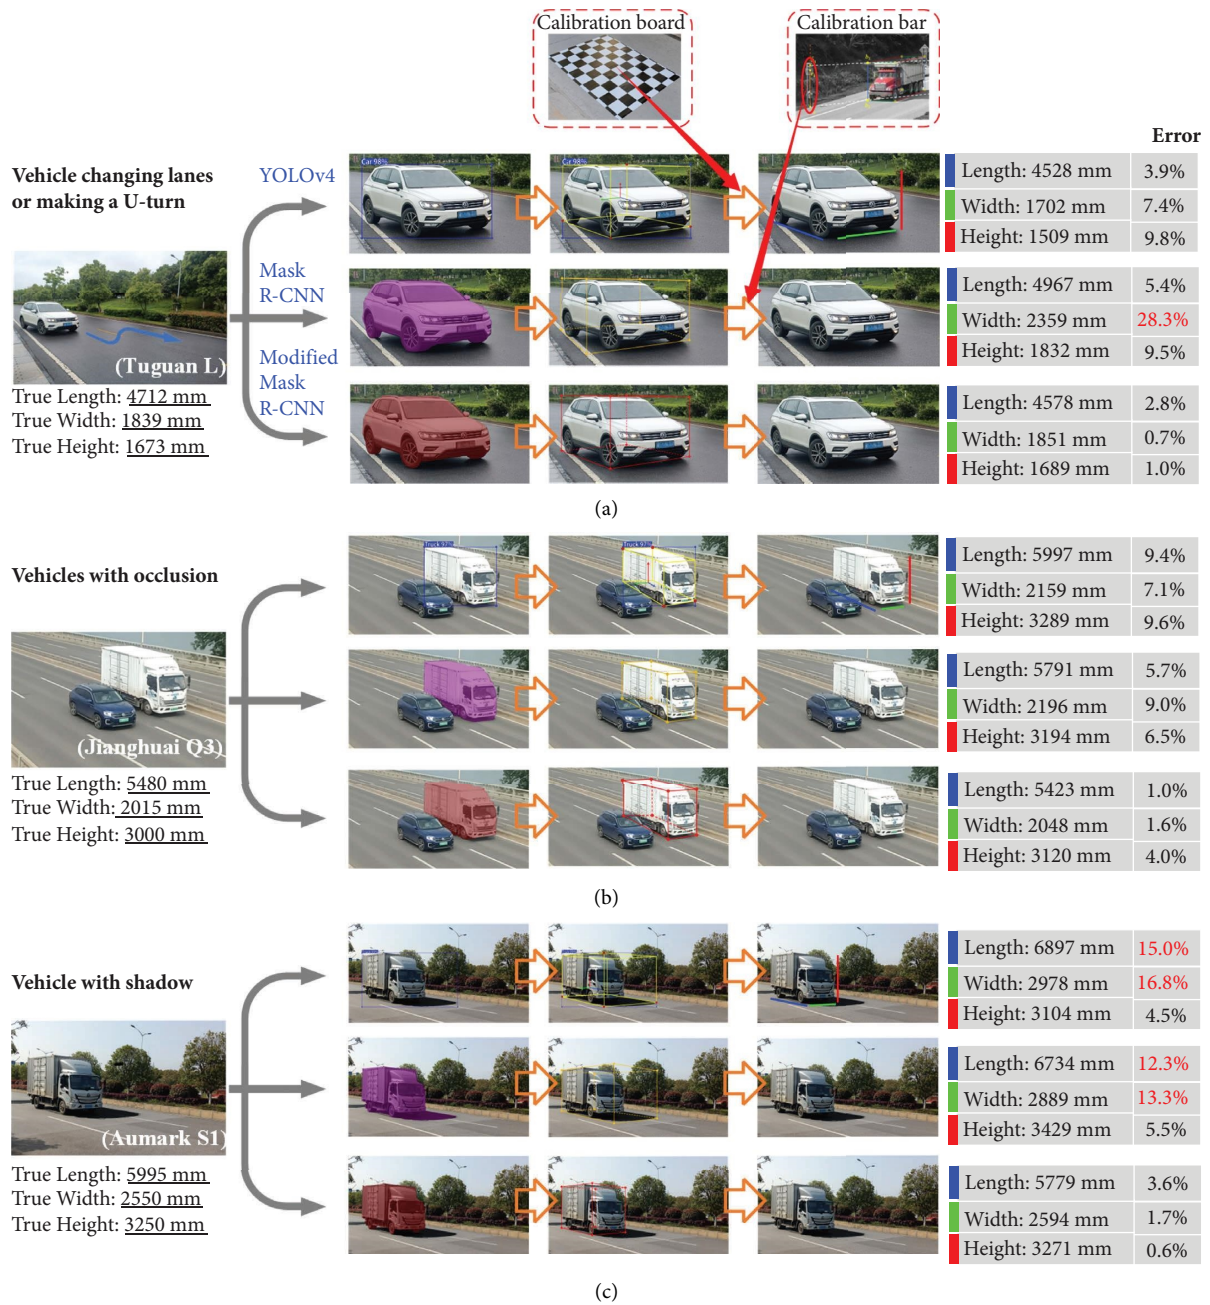 Calibration board
Calibration bar
Error
Vehicle changing lanes
or making a U-turn
(Tuguan L)
True Length: 4712 mm
True Width: 1839 mm
True Height: 1673 mm
YOLOv4
Mask
R-CNN
Modified
Mask
R-CNN
Car 98%
Car 98%
Length: 4528 mm 3.9%
Width: 1702 mm 7.4%
Height: 1509 mm 9.8%
Length: 4967 mm 5.4%
Width: 2359 mm 28.3%
Height: 1832 mm 9.5%
Length: 4578 mm 2.8%
Width: 1851 mm 0.7%
Height: 1689 mm 1.0%
(a)
Vehicles with occlusion
(Jianghuai Q3)
True Length: 5480 mm
True Width: 2015 mm
True Height: 3000 mm
Length: 5997 mm 9.4%
Width: 2159 mm 7.1%
Height: 3289 mm 9.6%
Length: 5791 mm 5.7%
Width: 2196 mm 9.0%
Height: 3194 mm 6.5%
Length: 5423 mm 1.0%
Width: 2048 mm 1.6%
Height: 3120 mm 4.0%
(b)
Vehicle with shadow
(Aumark S1)
True Length: 5995 mm
True Width: 2550 mm
True Height: 3250 mm
Length: 6897 mm 15.0%
Width: 2978 mm 16.8%
Height: 3104 mm 4.5%
Length: 6734 mm 12.3%
Width: 2889 mm 13.3%
Height: 3429 mm 5.5%
Length: 5779 mm 3.6%
Width: 2594 mm 1.7%
Height: 3271 mm 0.6%
(c)